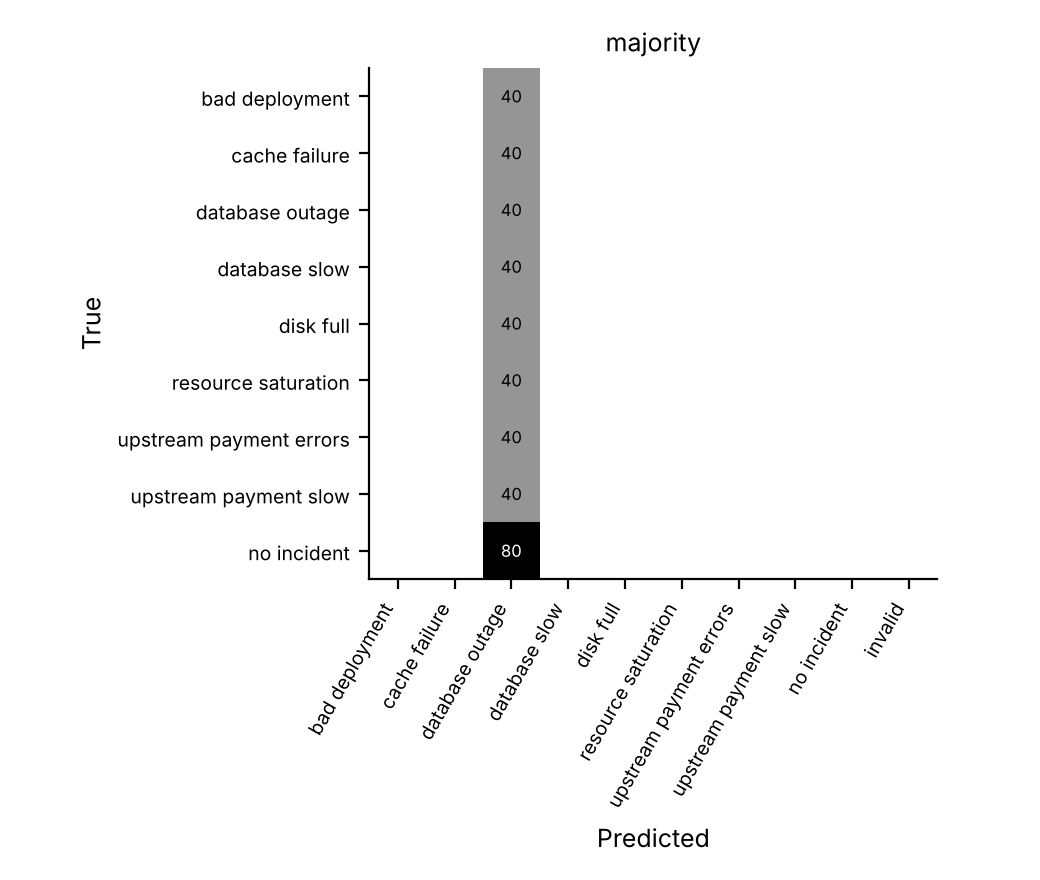 majority
True
bad deployment 40
cache failure 40
database outage 40
database slow 40
disk full 40
resource saturation 40
upstream payment errors 40
upstream payment slow 40
no incident 80
bad deployment
cache failure
database outage
database slow
disk full
resource saturation
upstream payment errors
upstream payment slow
no incident
invalid
Predicted